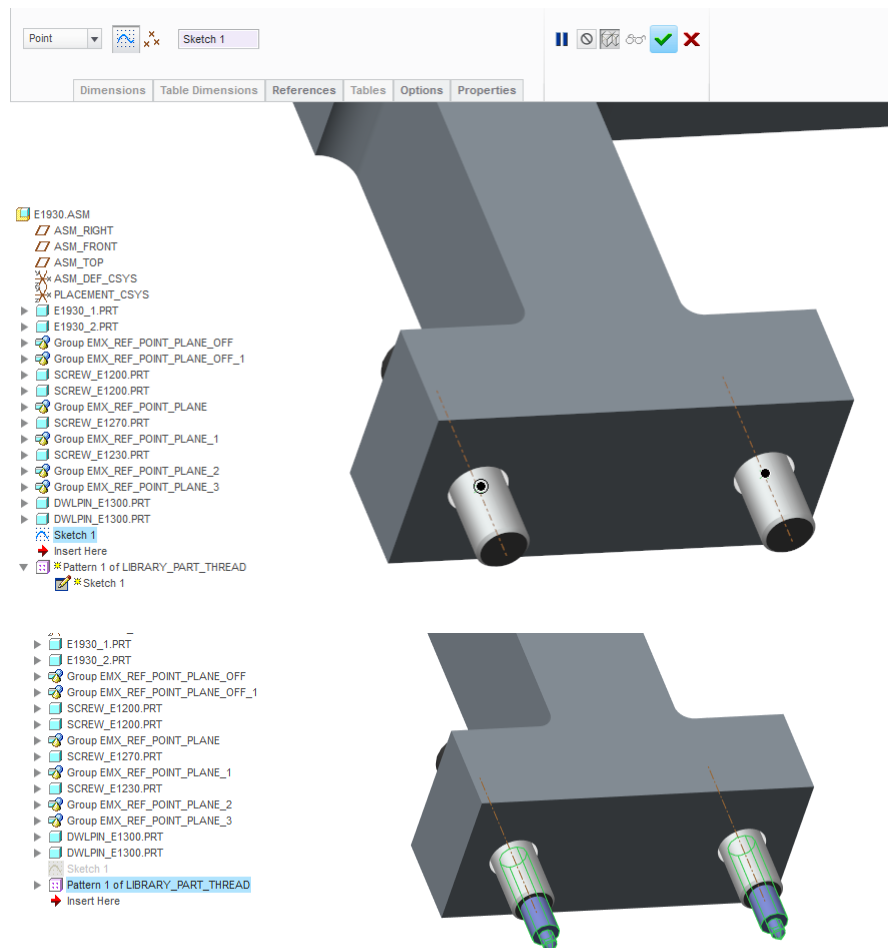 Point
Sketch 1
Dimensions Table Dimensions References Tables Options Properties
E1930.ASM
ASM_RIGHT
ASM_FRONT
ASM_TOP
ASM_DEF_CSYS
PLACEMENT_CSYS
E1930_1.PRT
E1930_2.PRT
Group EMX_REF_POINT_PLANE_OFF
Group EMX_REF_POINT_PLANE_OFF_1
SCREW_E1200.PRT
SCREW_E1200.PRT
Group EMX_REF_POINT_PLANE
SCREW_E1270.PRT
Group EMX_REF_POINT_PLANE_1
SCREW_E1230.PRT
Group EMX_REF_POINT_PLANE_2
Group EMX_REF_POINT_PLANE_3
DWLPIN_E1300.PRT
DWLPIN_E1300.PRT
Sketch 1
Insert Here
Pattern 1 of LIBRARY_PART_THREAD
Sketch 1
E1930_1.PRT
E1930_2.PRT
Group EMX_REF_POINT_PLANE_OFF
Group EMX_REF_POINT_PLANE_OFF_1
SCREW_E1200.PRT
SCREW_E1200.PRT
Group EMX_REF_POINT_PLANE
SCREW_E1270.PRT
Group EMX_REF_POINT_PLANE_1
SCREW_E1230.PRT
Group EMX_REF_POINT_PLANE_2
Group EMX_REF_POINT_PLANE_3
DWLPIN_E1300.PRT
DWLPIN_E1300.PRT
Sketch 1
Pattern 1 of LIBRARY_PART_THREAD
Insert Here